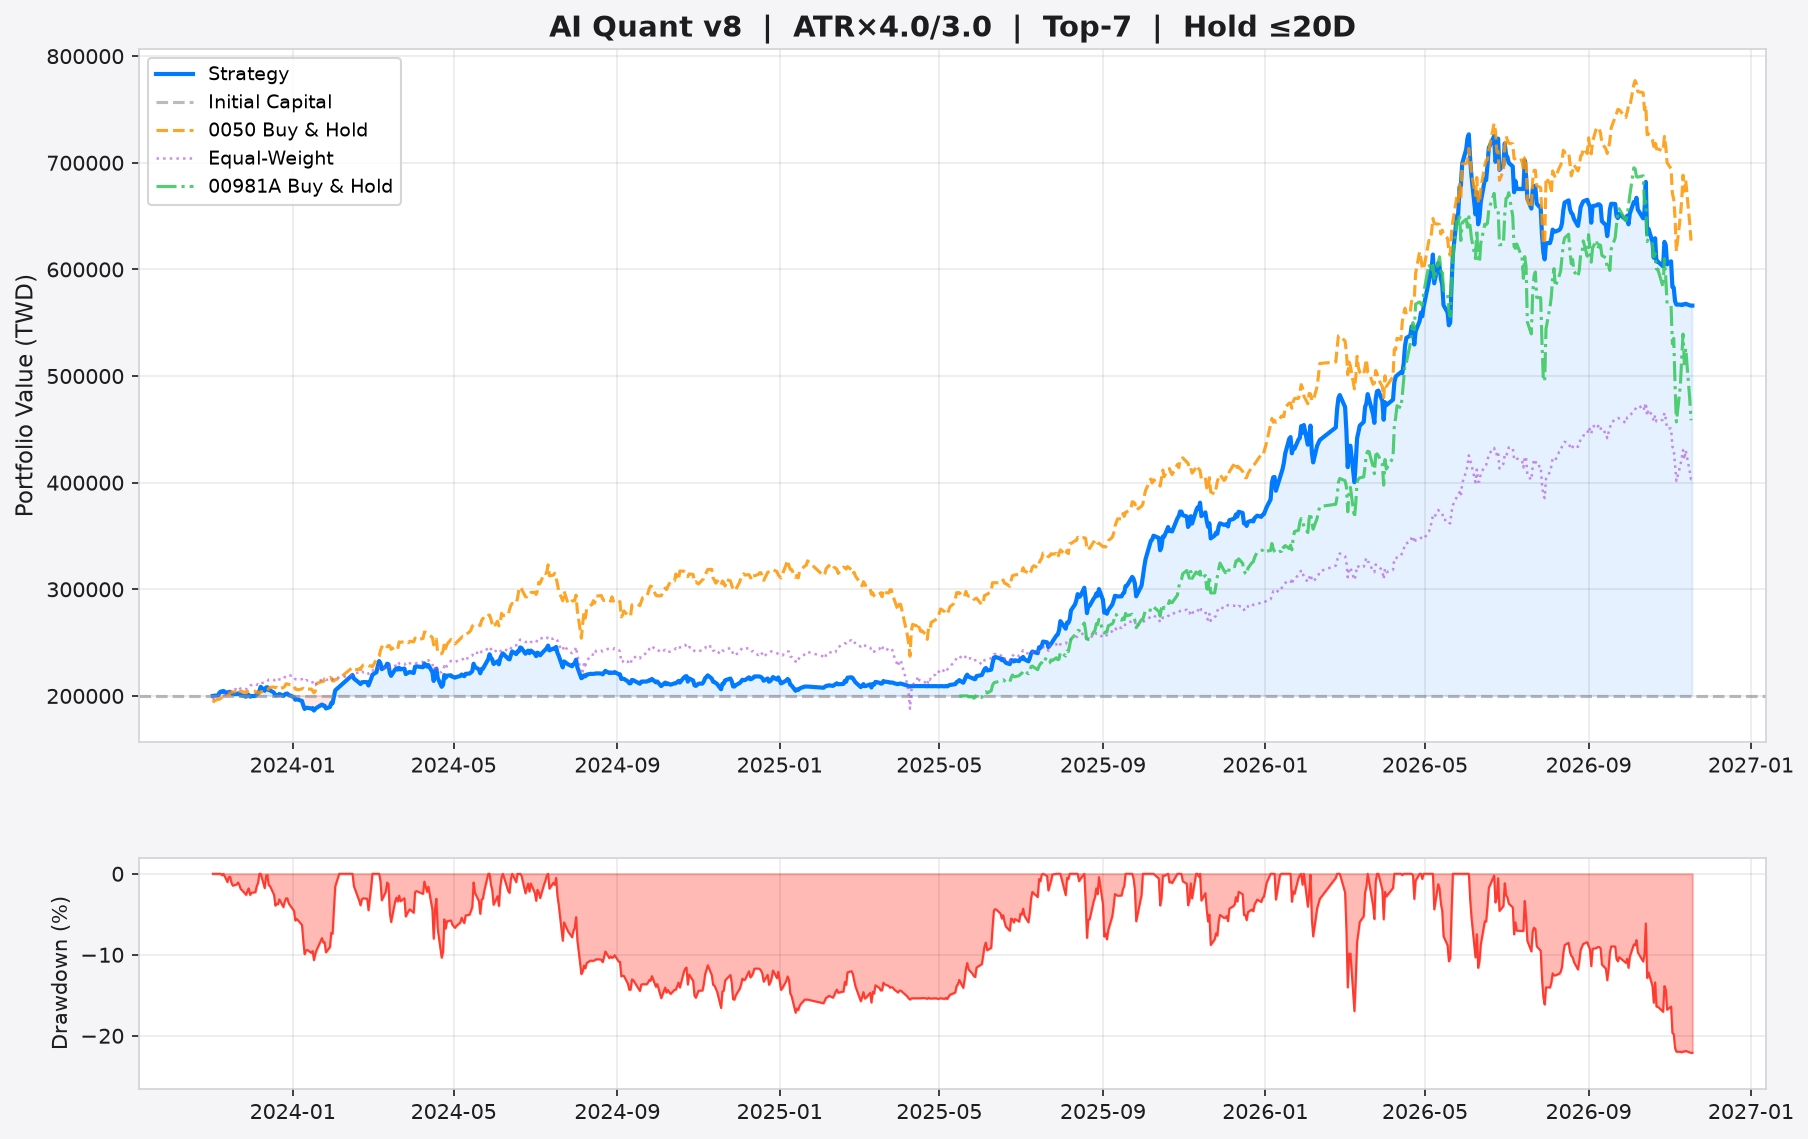 AI Quant v8 | ATR×4.0/3.0 | Top-7 | Hold ≤20D
Strategy
Initial Capital
0050 Buy & Hold
Equal-Weight
00981A Buy & Hold
Portfolio Value (TWD)
800000
700000
600000
500000
400000
300000
200000
2024-01 2024-05 2024-09 2025-01 2025-05 2025-09 2026-01 2026-05 2026-09 2027-01
Drawdown (%)
0
−10
−20
2024-01 2024-05 2024-09 2025-01 2025-05 2025-09 2026-01 2026-05 2026-09 2027-01